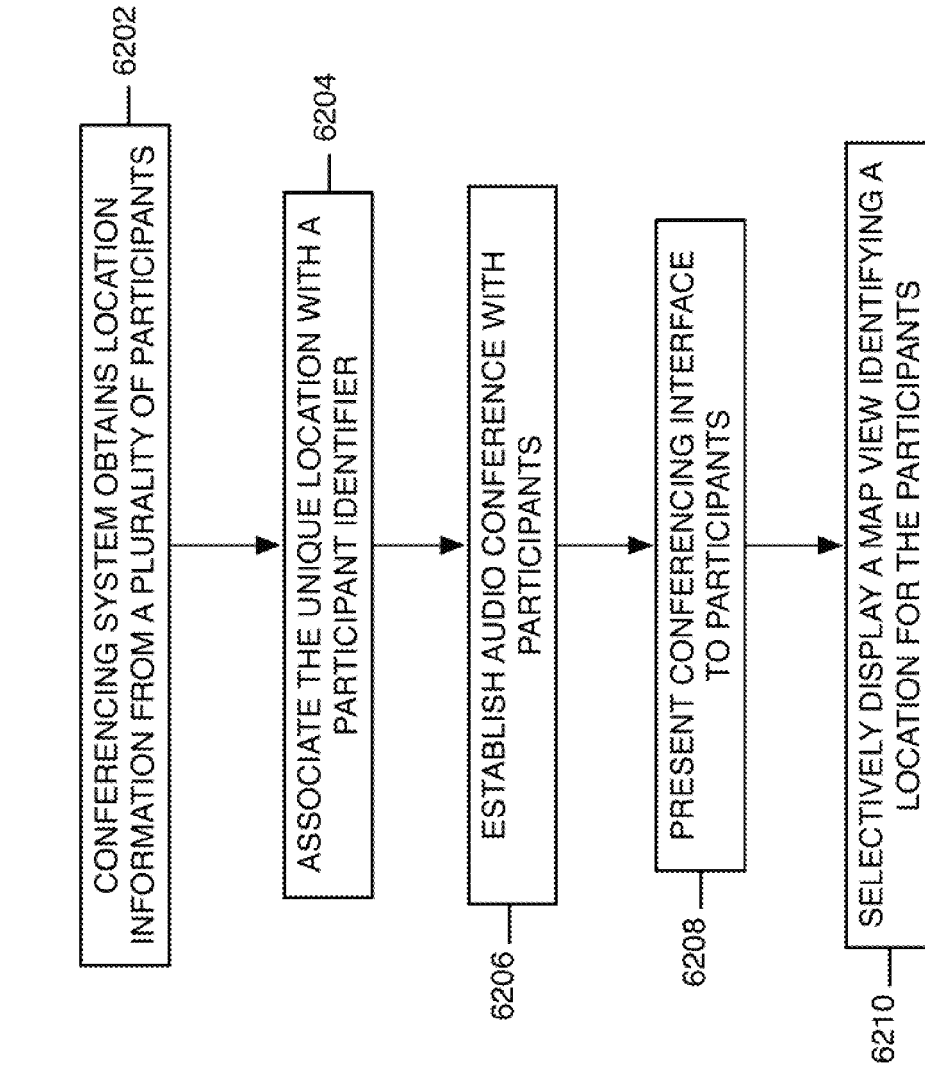 CONFERENCING SYSTEM OBTAINS LOCATION
INFORMATION FROM A PLURALITY OF PARTICIPANTS
6202
ASSOCIATE THE UNIQUE LOCATION WITH A
PARTICIPANT IDENTIFIER
6204
ESTABLISH AUDIO CONFERENCE WITH
PARTICIPANTS
6206
PRESENT CONFERENCING INTERFACE
TO PARTICIPANTS
6208
SELECTIVELY DISPLAY A MAP VIEW IDENTIFYING A
LOCATION FOR THE PARTICIPANTS
6210